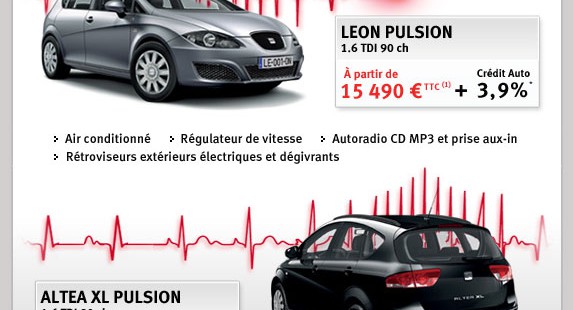 LEON PULSION
1.6 TDI 90 ch
À partir de
Crédit Auto
15 490 € TTC (1) + 3,9%*
LE-001-ON
Air conditionné
Régulateur de vitesse
Autoradio CD MP3 et prise aux-in
Rétroviseurs extérieurs électriques et dégivrants
ALTEA XL
ALTEA XL PULSION